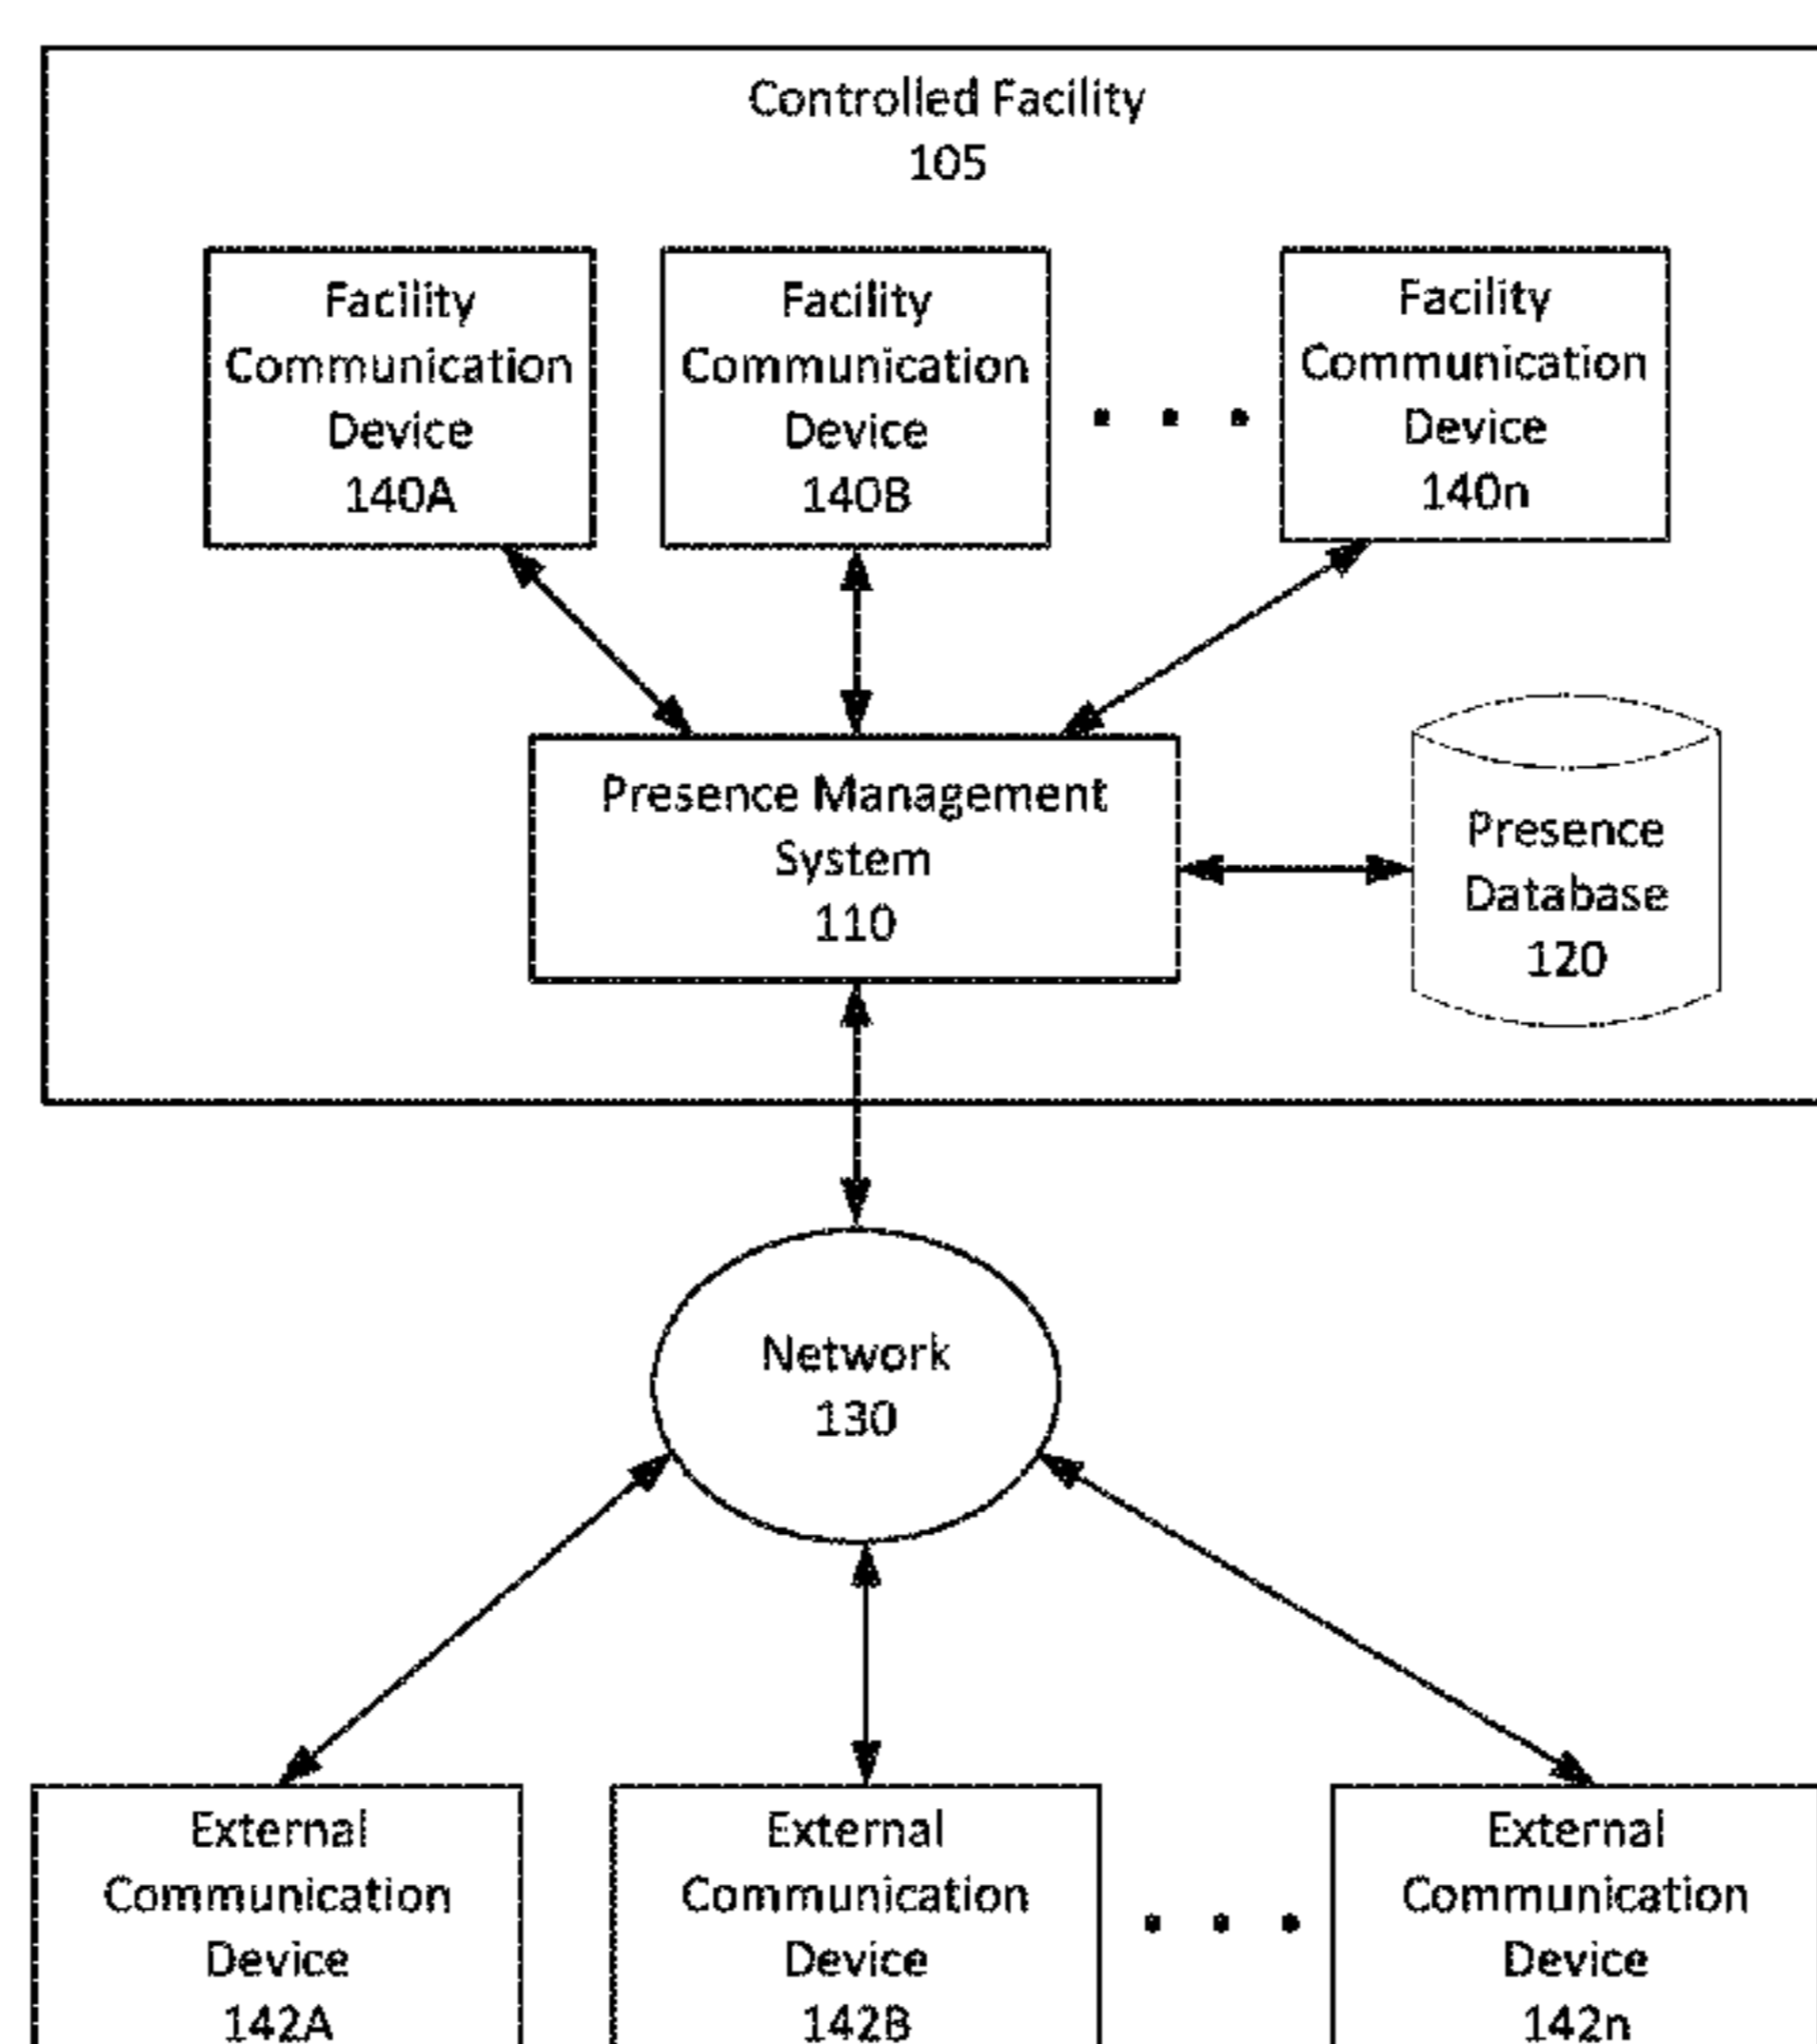 Controlled Facility
105
Facility
Communication
Device
140A
Facility
Communication
Device
140B
Facility
Communication
Device
140n
Presence Management
System
110
Presence
Database
120
Network
130
External
Communication
Device
142A
External
Communication
Device
142B
External
Communication
Device
142n